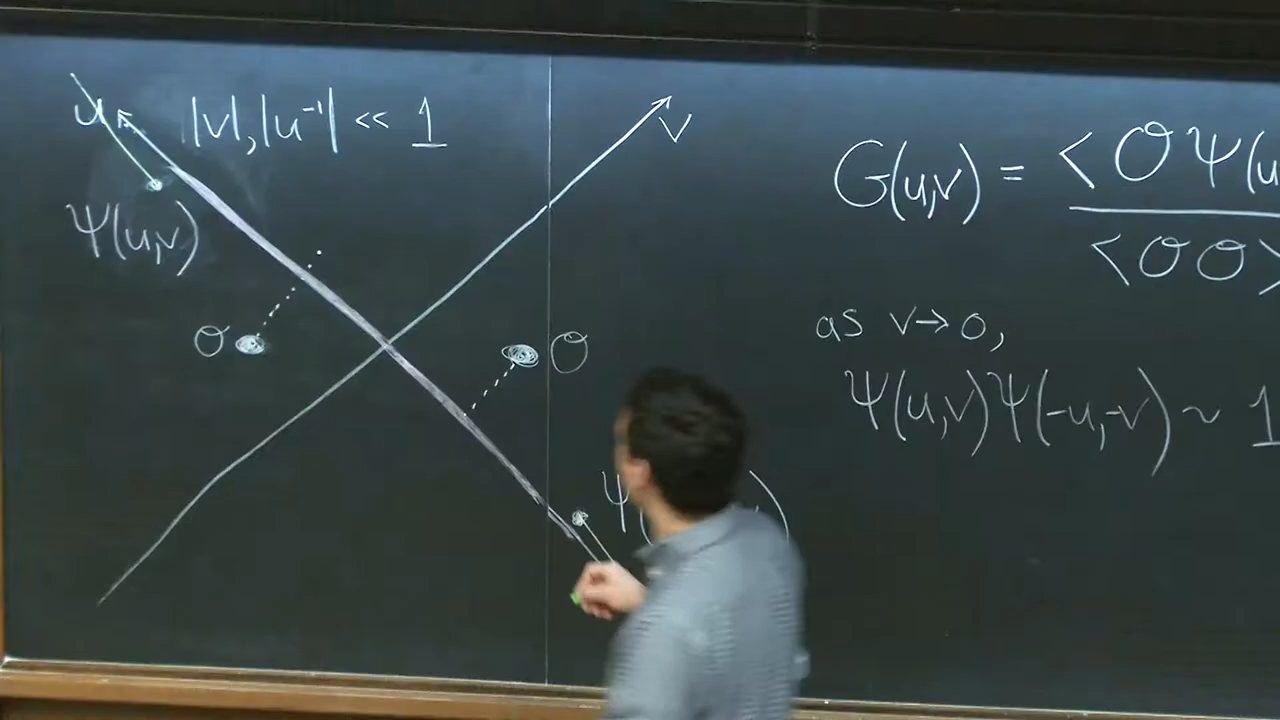 u |v|,|u⁻¹| << 1
v
Ψ(u,v)
O
O
Ψ( )
G(u,v) = <OΨ(u
<OO>
as v→0,
Ψ(u,v)Ψ(-u,-v) ~ 1